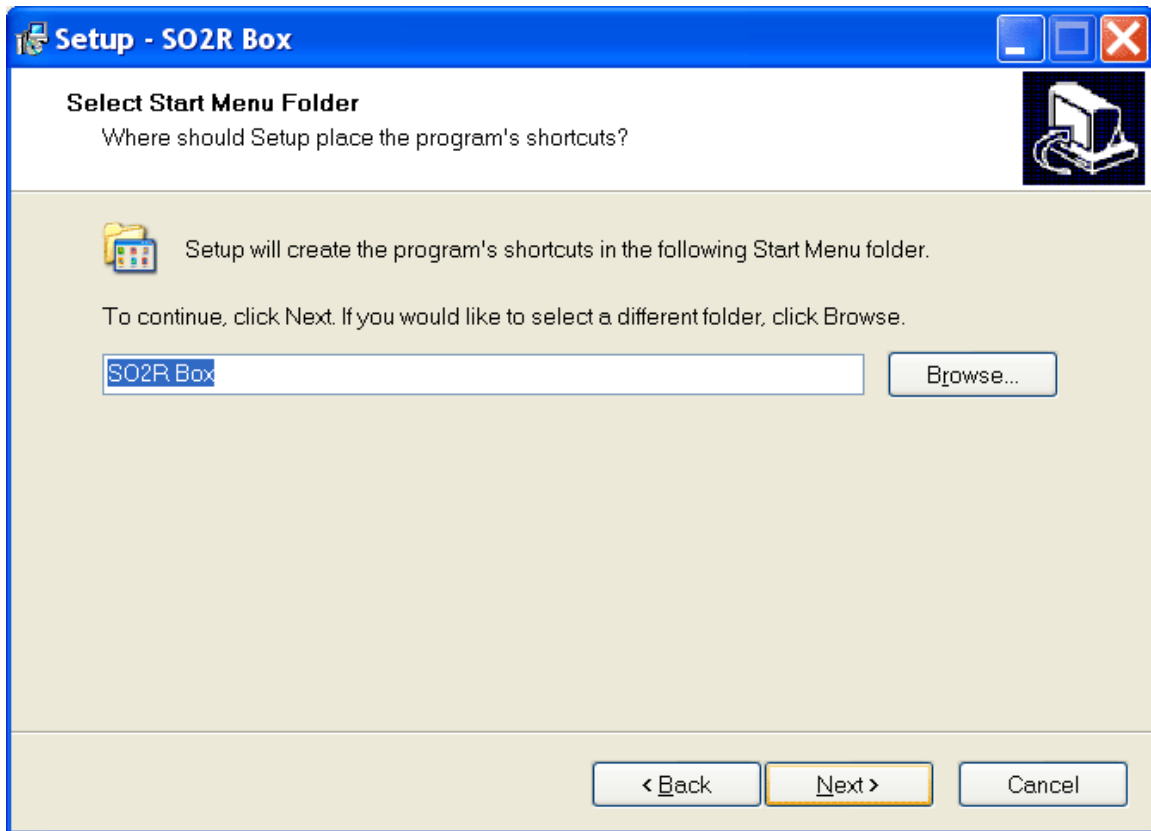 Setup - SO2R Box
Select Start Menu Folder
Where should Setup place the program's shortcuts?
Setup will create the program's shortcuts in the following Start Menu folder.
To continue, click Next. If you would like to select a different folder, click Browse.
SO2R Box
Browse...
< Back
Next >
Cancel